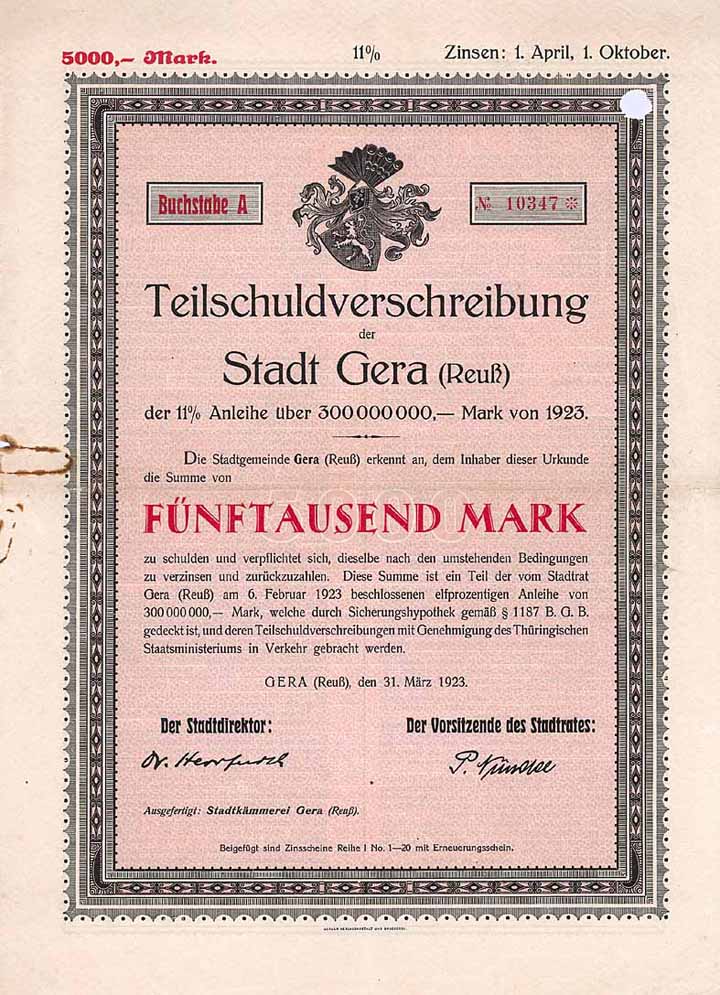 5000,– Mark.
11% Zinsen: 1. April, 1. Oktober.
Buchstabe A
№ 10347 ※
Teilschuldverschreibung
der
Stadt Gera (Reuß)
der 11% Anleihe über 300 000 000,— Mark von 1923.
Die Stadtgemeinde Gera (Reuß) erkennt an, dem Inhaber dieser Urkunde
die Summe von
5000
FÜNFTAUSEND MARK
zu schulden und verpflichtet sich, dieselbe nach den umstehenden Bedingungen
zu verzinsen und zurückzuzahlen. Diese Summe ist ein Teil der vom Stadtrat
Gera (Reuß) am 6. Februar 1923 beschlossenen elfprozentigen Anleihe von
300 000 000,— Mark, welche durch Sicherungshypothek gemäß § 1187 B. G. B.
gedeckt ist, und deren Teilschuldverschreibungen mit Genehmigung des Thüringischen
Staatsministeriums in Verkehr gebracht werden.
GERA (Reuß), den 31. März 1923.
Der Stadtdirektor: Der Vorsitzende des Stadtrates:
Dr. P.
Ausgefertigt: Stadtkämmerei Gera (Reuß).
Beigefügt sind Zinsscheine Reihe I No. 1—20 mit Erneuerungsschein.